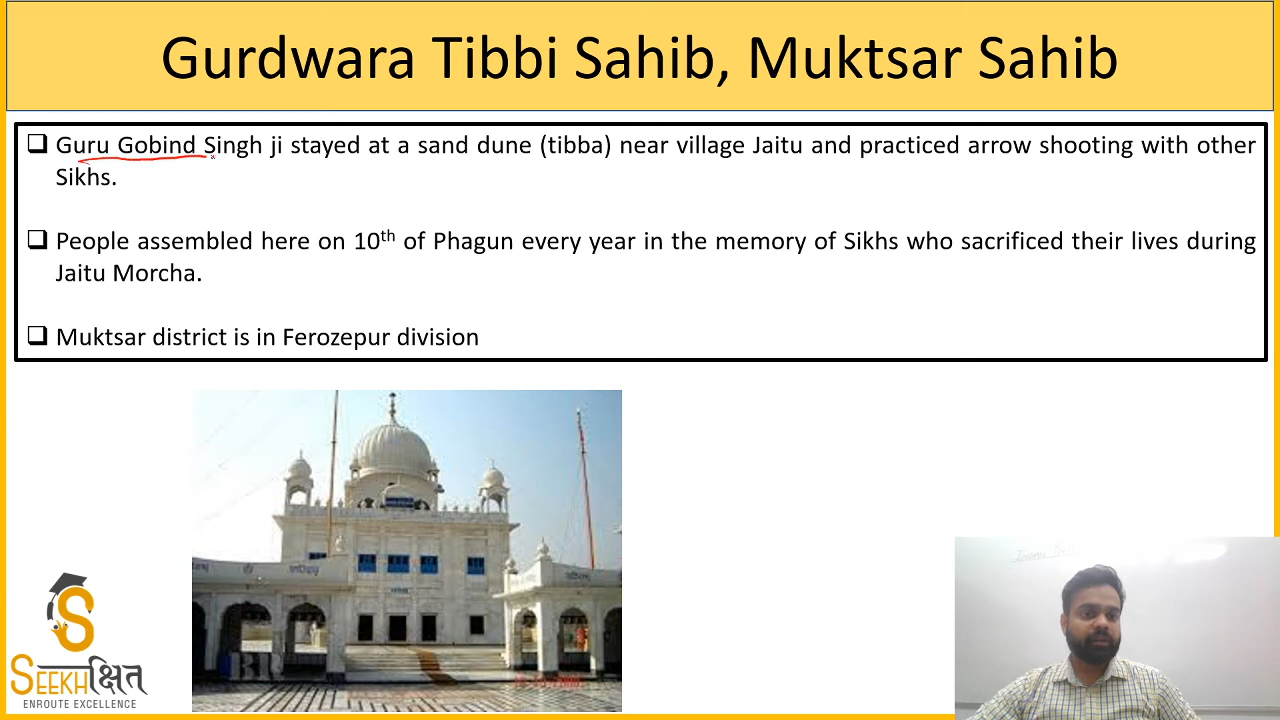 Gurdwara Tibbi Sahib, Muktsar Sahib
Guru Gobind Singh ji stayed at a sand dune (tibba) near village Jaitu and practiced arrow shooting with other
Sikhs.
People assembled here on 10th of Phagun every year in the memory of Sikhs who sacrificed their lives during
Jaitu Morcha.
Muktsar district is in Ferozepur division
SEEKHक्षित
ENROUTE EXCELLENCE